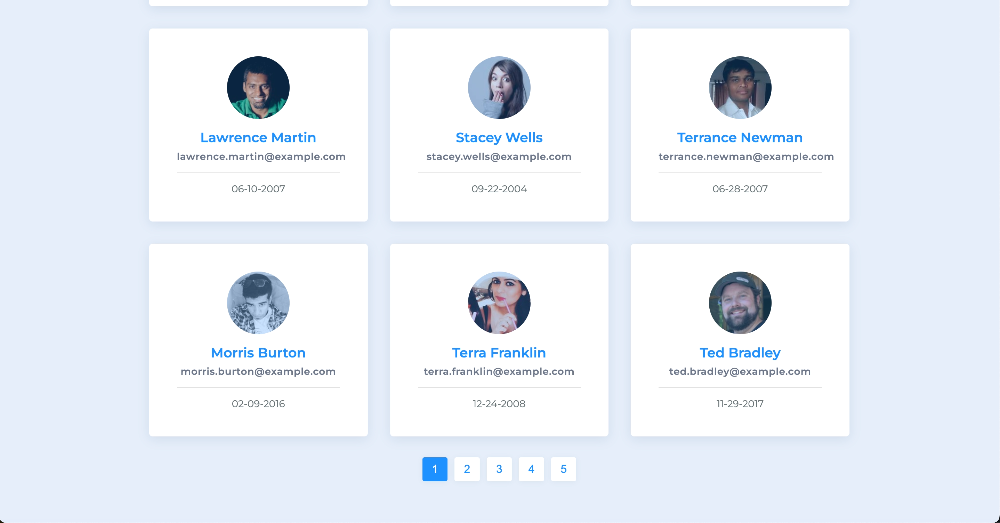 Lawrence Martin
lawrence.martin@example.com
06-10-2007
Stacey Wells
stacey.wells@example.com
09-22-2004
Terrance Newman
terrance.newman@example.com
06-28-2007
Morris Burton
morris.burton@example.com
02-09-2016
Terra Franklin
terra.franklin@example.com
12-24-2008
Ted Bradley
ted.bradley@example.com
11-29-2017
1 2 3 4 5